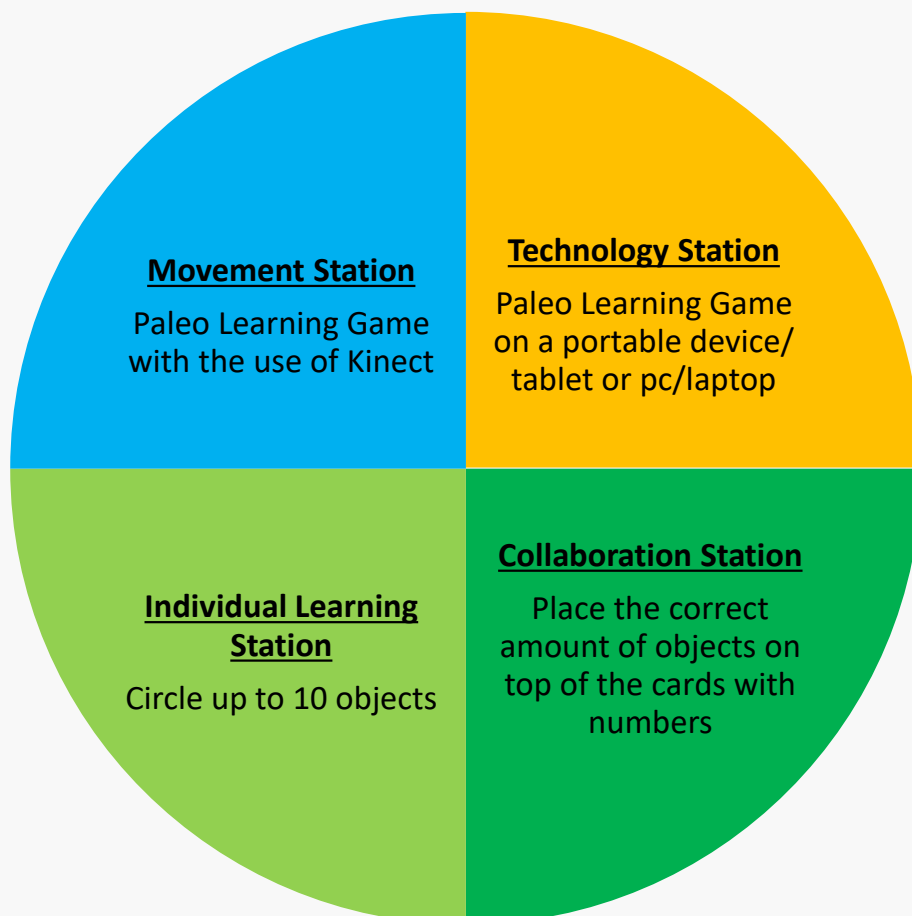 Movement Station
Paleo Learning Game
with the use of Kinect
Technology Station
Paleo Learning Game
on a portable device/
tablet or pc/laptop
Individual Learning
Station
Circle up to 10 objects
Collaboration Station
Place the correct
amount of objects on
top of the cards with
numbers